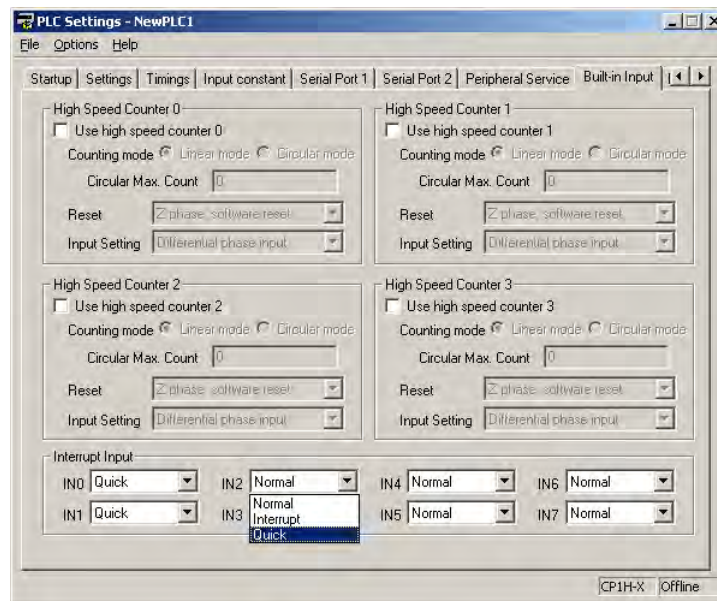 PLC Settings - NewPLC1
File Options Help
Startup Settings Timings Input constant Serial Port 1 Serial Port 2 Peripheral Service Built-in Input
High Speed Counter 0
Use high speed counter 0
Counting mode Linear mode Circular mode
Circular Max. Count 0
Reset Z phase, software reset
Input Setting Differential phase input
High Speed Counter 1
Use high speed counter 1
Counting mode Linear mode Circular mode
Circular Max. Count 0
Reset Z phase, software reset
Input Setting Differential phase input
High Speed Counter 2
Use high speed counter 2
Counting mode Linear mode Circular mode
Circular Max. Count 0
Reset Z phase, software reset
Input Setting Differential phase input
High Speed Counter 3
Use high speed counter 3
Counting mode Linear mode Circular mode
Circular Max. Count 0
Reset Z phase, software reset
Input Setting Differential phase input
Interrupt Input
IN0 Quick IN2 Normal IN4 Normal IN6 Normal
IN1 Quick IN3 IN5 Normal IN7 Normal
Normal
Interrupt
Quick
CP1H-X Offline